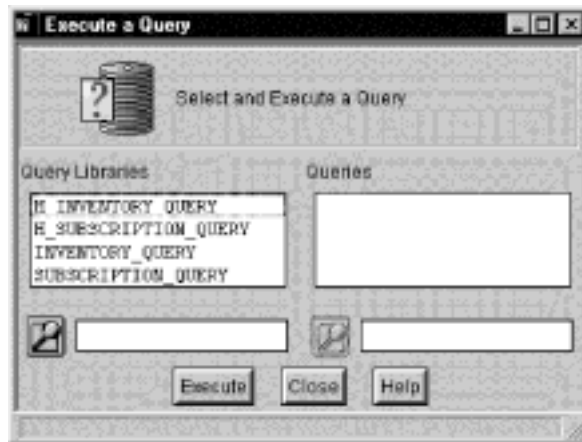 Execute a Query
Select and Execute a Query
Query Libraries
Queries
H_INVENTORY_QUERY
H_SUBSCRIPTION_QUERY
INVENTORY_QUERY
SUBSCRIPTION_QUERY
Execute
Close
Help